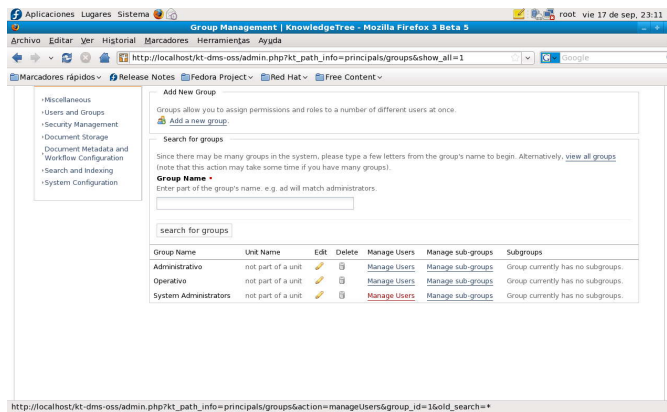 Aplicaciones Lugares Sistema root vie 17 de sep, 23:11
Group Management | KnowledgeTree - Mozilla Firefox 3 Beta 5
Archivo Editar Ver Historial Marcadores Herramientas Ayuda
http://localhost/kt-dms-oss/admin.php?kt_path_info=principals/groups&show_all=1 Google
Marcadores rápidos Release Notes Fedora Project Red Hat Free Content
Miscellaneous
Users and Groups
Security Management
Document Storage
Document Metadata and
Workflow Configuration
Search and Indexing
System Configuration
Add New Group
Groups allow you to assign permissions and roles to a number of different users at once.
Add a new group.
Search for groups
Since there may be many groups in the system, please type a few letters from the group's name to begin. Alternatively, view all groups
(note that this action may take some time if you have many groups).
Group Name •
Enter part of the group's name. e.g. ad will match administrators.
search for groups
Group Name Unit Name Edit Delete Manage Users Manage sub-groups Subgroups
Administrativo not part of a unit Manage Users Manage sub-groups Group currently has no subgroups.
Operativo not part of a unit Manage Users Manage sub-groups Group currently has no subgroups.
System Administrators not part of a unit Manage Users Manage sub-groups Group currently has no subgroups.
http://localhost/kt-dms-oss/admin.php?kt_path_info=principals/groups&action=manageUsers&group_id=1&old_search=*